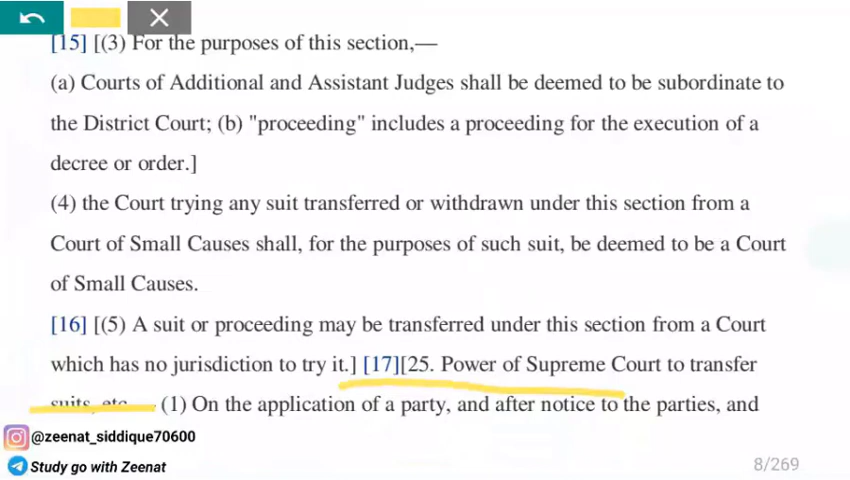 [15] [(3) For the purposes of this section,—
(a) Courts of Additional and Assistant Judges shall be deemed to be subordinate to
the District Court; (b) "proceeding" includes a proceeding for the execution of a
decree or order.]
(4) the Court trying any suit transferred or withdrawn under this section from a
Court of Small Causes shall, for the purposes of such suit, be deemed to be a Court
of Small Causes.
[16] [(5) A suit or proceeding may be transferred under this section from a Court
which has no jurisdiction to try it.] [17][25. Power of Supreme Court to transfer
suits, etc. (1) On the application of a party, and after notice to the parties, and
@zeenat_siddique70600
Study go with Zeenat
8/269